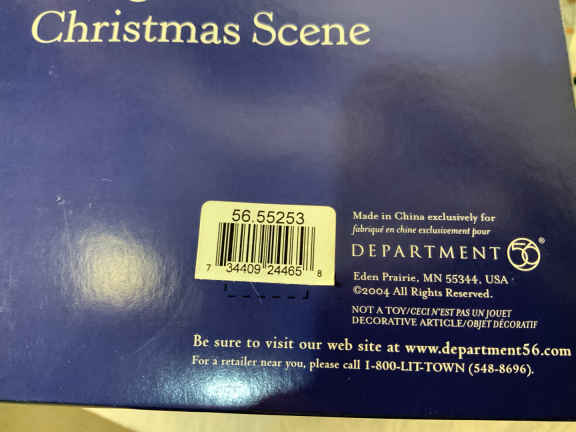 Christmas Scene
56.55253
7 34409 24465 8
Made in China exclusively for
fabriqué en chine exclusivement pour
DEPARTMENT 56®
Eden Prairie, MN 55344, USA
©2004 All Rights Reserved.
NOT A TOY/CECI N'EST PAS UN JOUET
DECORATIVE ARTICLE/OBJET DÉCORATIF
Be sure to visit our web site at www.department56.com
For a retailer near you, please call 1-800-LIT-TOWN (548-8696).